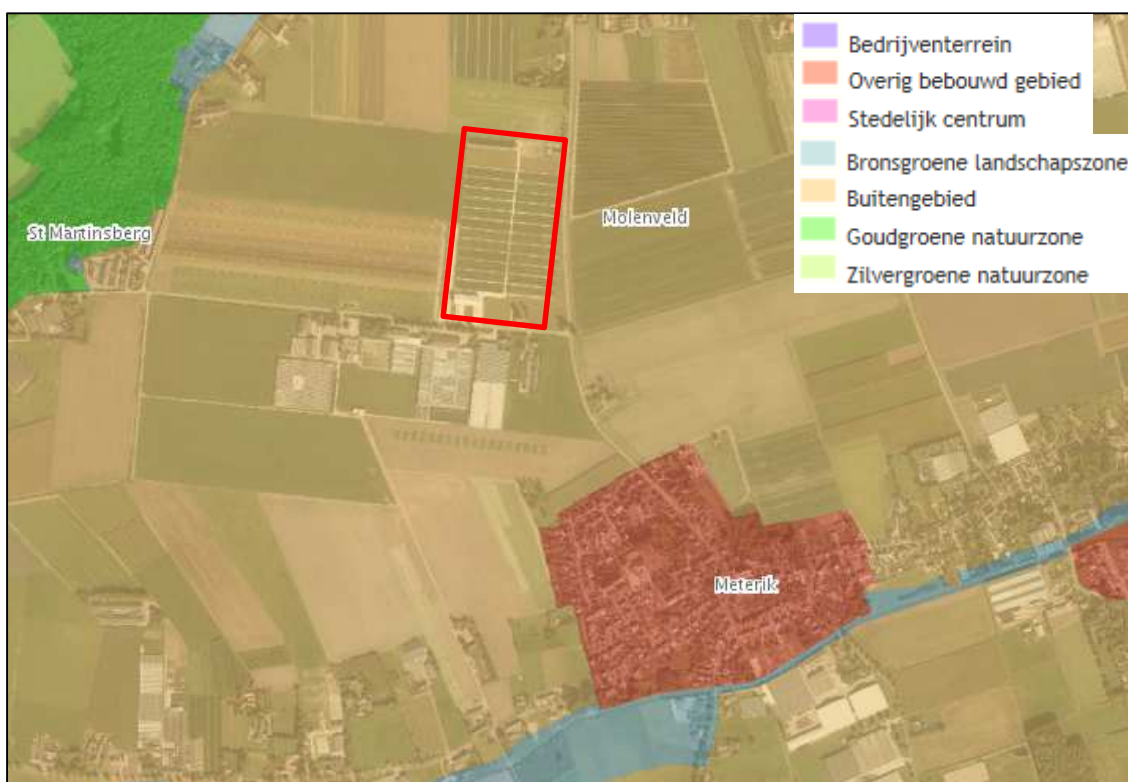 Bedrijventerrein
Overig bebouwd gebied
Stedelijk centrum
Bronsgroene landschapszone
Buitengebied
Goudgroene natuurzone
Zilvergroene natuurzone
Molenveld
St Martinsberg
Meterik